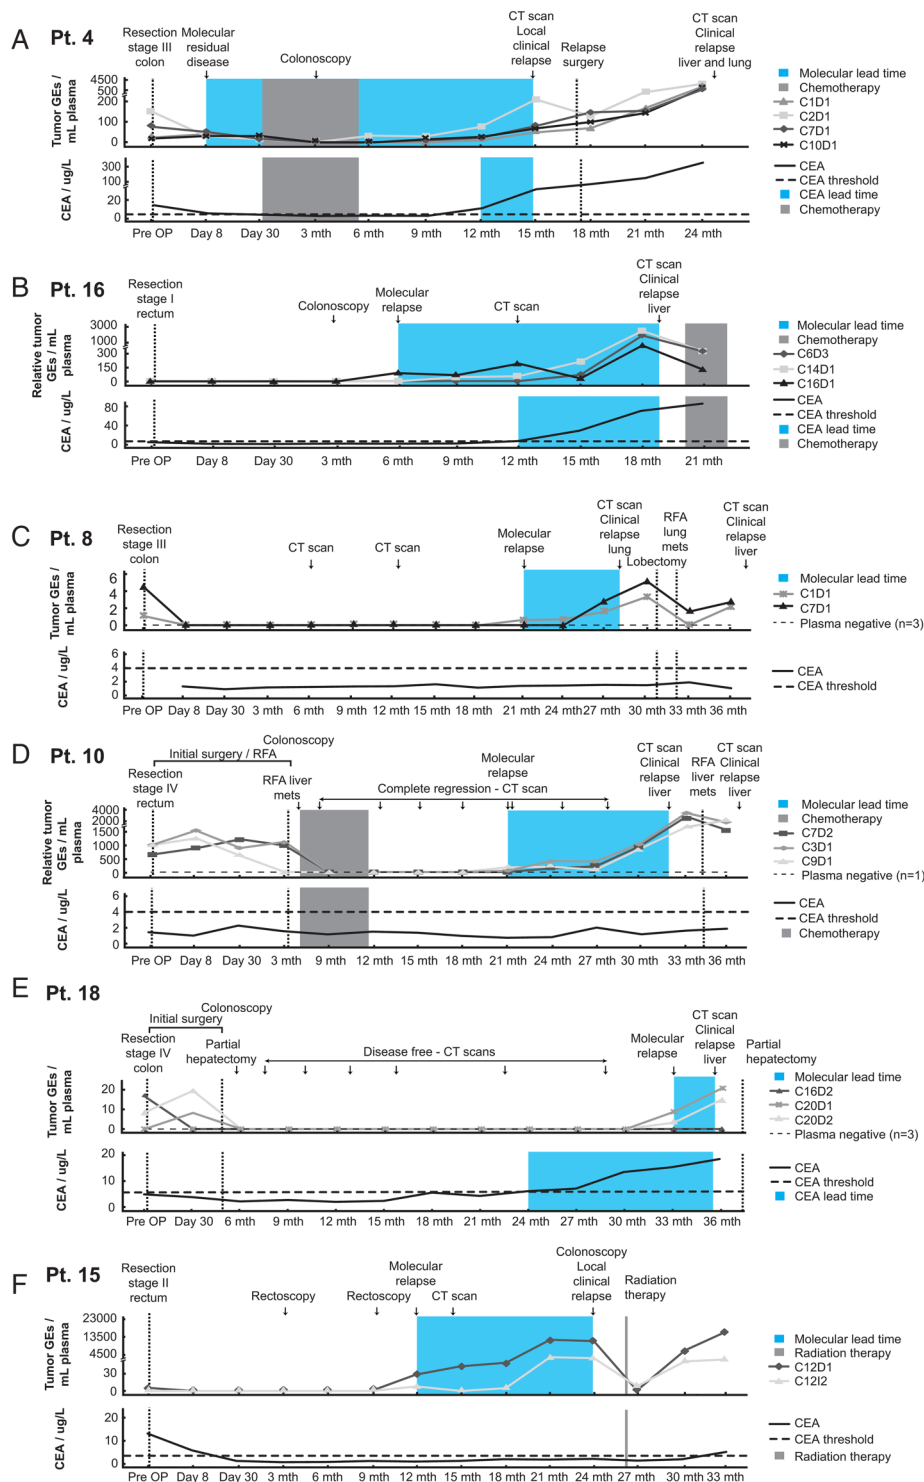 A Pt. 4
Resection
stage III
colon
Molecular
residual
disease
Colonoscopy
CT scan
Local
clinical
relapse
Relapse
surgery
CT scan
Clinical
relapse
liver and lung
Tumor GEs /
mL plasma
4500
500
200
100
0
Molecular lead time
Chemotherapy
C1D1
C2D1
C7D1
C10D1
CEA / ug/L
300
100
20
0
CEA
CEA threshold
CEA lead time
Chemotherapy
Pre OP Day 8 Day 30 3 mth 6 mth 9 mth 12 mth 15 mth 18 mth 21 mth 24 mth
B Pt. 16
Resection
stage I
rectum
Colonoscopy
Molecular
relapse
CT scan
CT scan
Clinical
relapse
liver
Relative tumor
GEs / mL
plasma
3000
1000
300
150
0
Molecular lead time
Chemotherapy
C6D3
C14D1
C16D1
CEA / ug/L
80
40
0
CEA
CEA threshold
CEA lead time
Chemotherapy
Pre OP Day 8 Day 30 3 mth 6 mth 9 mth 12 mth 15 mth 18 mth 21 mth
C Pt. 8
Resection
stage III
colon
CT scan
CT scan
Molecular
relapse
CT scan
Clinical
relapse
lung
Lobectomy
RFA
lung
mets
CT scan
Clinical
relapse
liver
Tumor GEs /
mL plasma
6
4
2
0
Molecular lead time
C1D1
C7D1
Plasma negative (n=3)
CEA / ug/L
6
4
2
0
CEA
CEA threshold
Pre OP Day 8 Day 30 3 mth 6 mth 9 mth 12 mth 15 mth 18 mth 21 mth 24 mth 27 mth 30 mth 33 mth 36 mth
D Pt. 10
Initial surgery / RFA
Colonoscopy
Resection
stage IV
rectum
RFA liver
mets
Complete regression - CT scan
Molecular
relapse
CT scan
Clinical
relapse
liver
RFA
liver
mets
CT scan
Clinical
relapse
liver
Relative tumor
GEs / mL
plasma
4000
2000
1500
1000
500
0
Molecular lead time
Chemotherapy
C7D2
C3D1
C9D1
Plasma negative (n=1)
CEA / ug/L
6
4
2
0
CEA
CEA threshold
Chemotherapy
Pre OP Day 8 Day 30 3 mth 9 mth 12 mth 15 mth 18 mth 21 mth 24 mth 27 mth 30 mth 33 mth 36 mth
E Pt. 18
Initial surgery
Colonoscopy
Resection
stage IV
colon
Partial
hepatectomy
Disease free - CT scans
Molecular
relapse
CT scan
Clinical
relapse
liver
Partial
hepatectomy
Tumor GEs /
mL plasma
20
10
0
Molecular lead time
C16D2
C20D1
C20D2
Plasma negative (n=3)
CEA / ug/L
20
10
0
CEA
CEA threshold
CEA lead time
Pre OP Day 30 6 mth 9 mth 12 mth 15 mth 18 mth 21 mth 24 mth 27 mth 30 mth 33 mth 36 mth
F Pt. 15
Resection
stage II
rectum
Rectoscopy
Rectoscopy
Molecular
relapse
CT scan
Colonoscopy
Local
clinical
relapse
Radiation
therapy
Tumor GEs /
mL plasma
23000
13500
4500
30
0
Molecular lead time
Radiation therapy
C12D1
C12I2
CEA / ug/L
20
10
0
CEA
CEA threshold
Radiation therapy
Pre OP Day 8 Day 30 3 mth 6 mth 9 mth 12 mth 15 mth 18 mth 21 mth 24 mth 27 mth 30 mth 33 mth